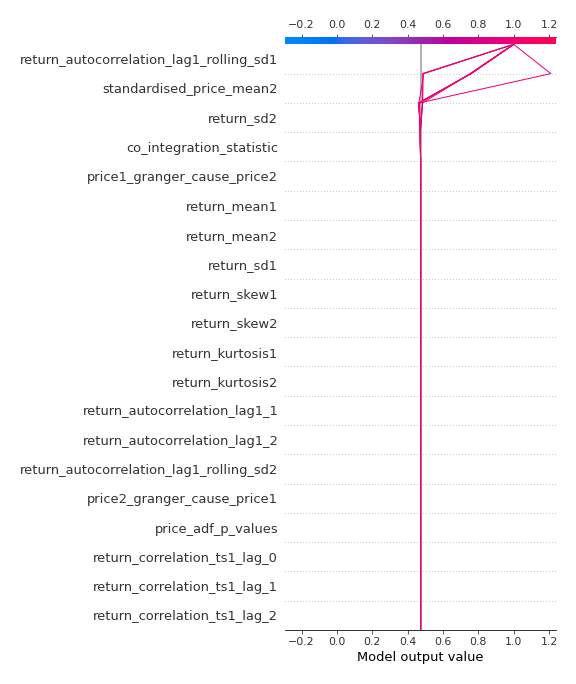 −0.2 0.0 0.2 0.4 0.6 0.8 1.0 1.2
return_autocorrelation_lag1_rolling_sd1
standardised_price_mean2
return_sd2
co_integration_statistic
price1_granger_cause_price2
return_mean1
return_mean2
return_sd1
return_skew1
return_skew2
return_kurtosis1
return_kurtosis2
return_autocorrelation_lag1_1
return_autocorrelation_lag1_2
return_autocorrelation_lag1_rolling_sd2
price2_granger_cause_price1
price_adf_p_values
return_correlation_ts1_lag_0
return_correlation_ts1_lag_1
return_correlation_ts1_lag_2
−0.2 0.0 0.2 0.4 0.6 0.8 1.0 1.2
Model output value